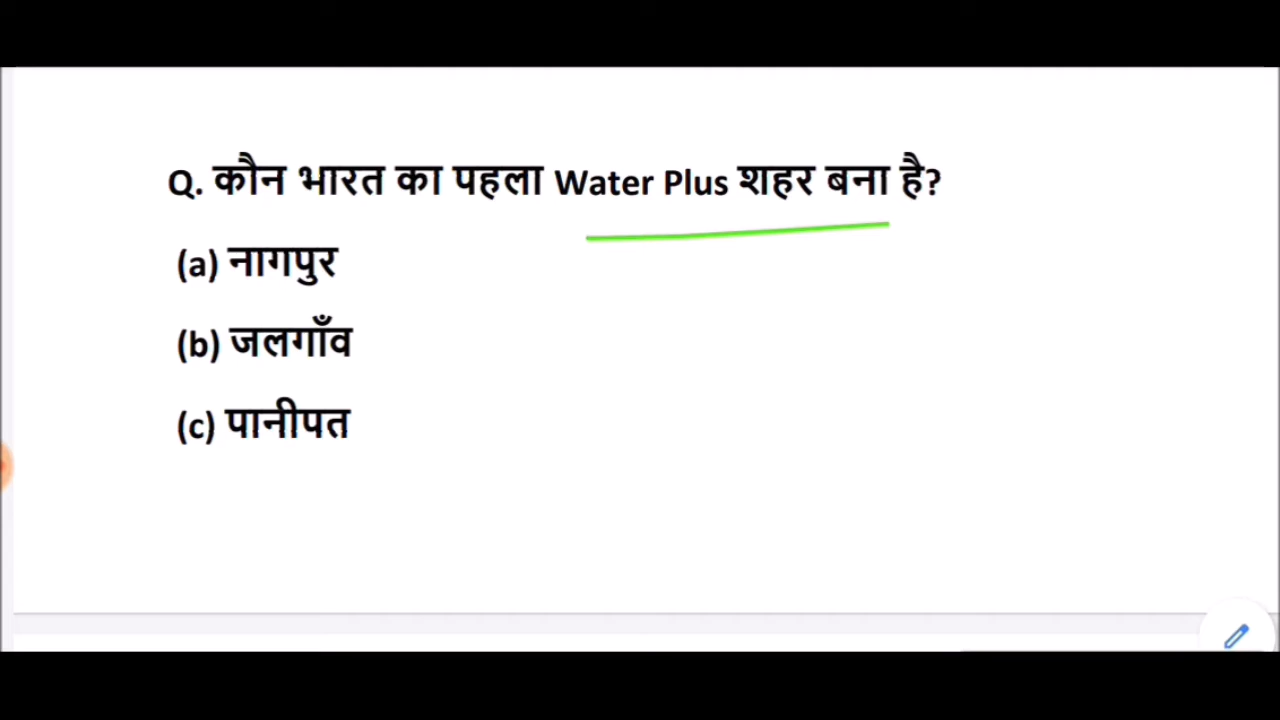 Q. कौन भारत का पहला Water Plus शहर बना है?
(a) नागपुर
(b) जलगाँव
(c) पानीपत